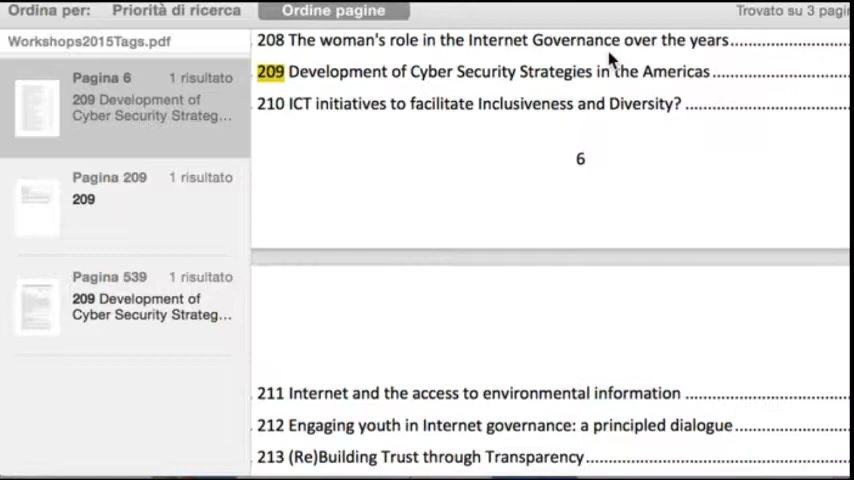 Ordina per: Priorità di ricerca Ordine pagine Trovato su 3 pagin
Workshops2015Tags.pdf
Pagina 6 1 risultato
209 Development of
Cyber Security Strateg...
Pagina 209 1 risultato
209
Pagina 539 1 risultato
209 Development of
Cyber Security Strateg...
208 The woman's role in the Internet Governance over the years
209 Development of Cyber Security Strategies in the Americas
210 ICT initiatives to facilitate Inclusiveness and Diversity?
6
211 Internet and the access to environmental information
212 Engaging youth in Internet governance: a principled dialogue
213 (Re)Building Trust through Transparency